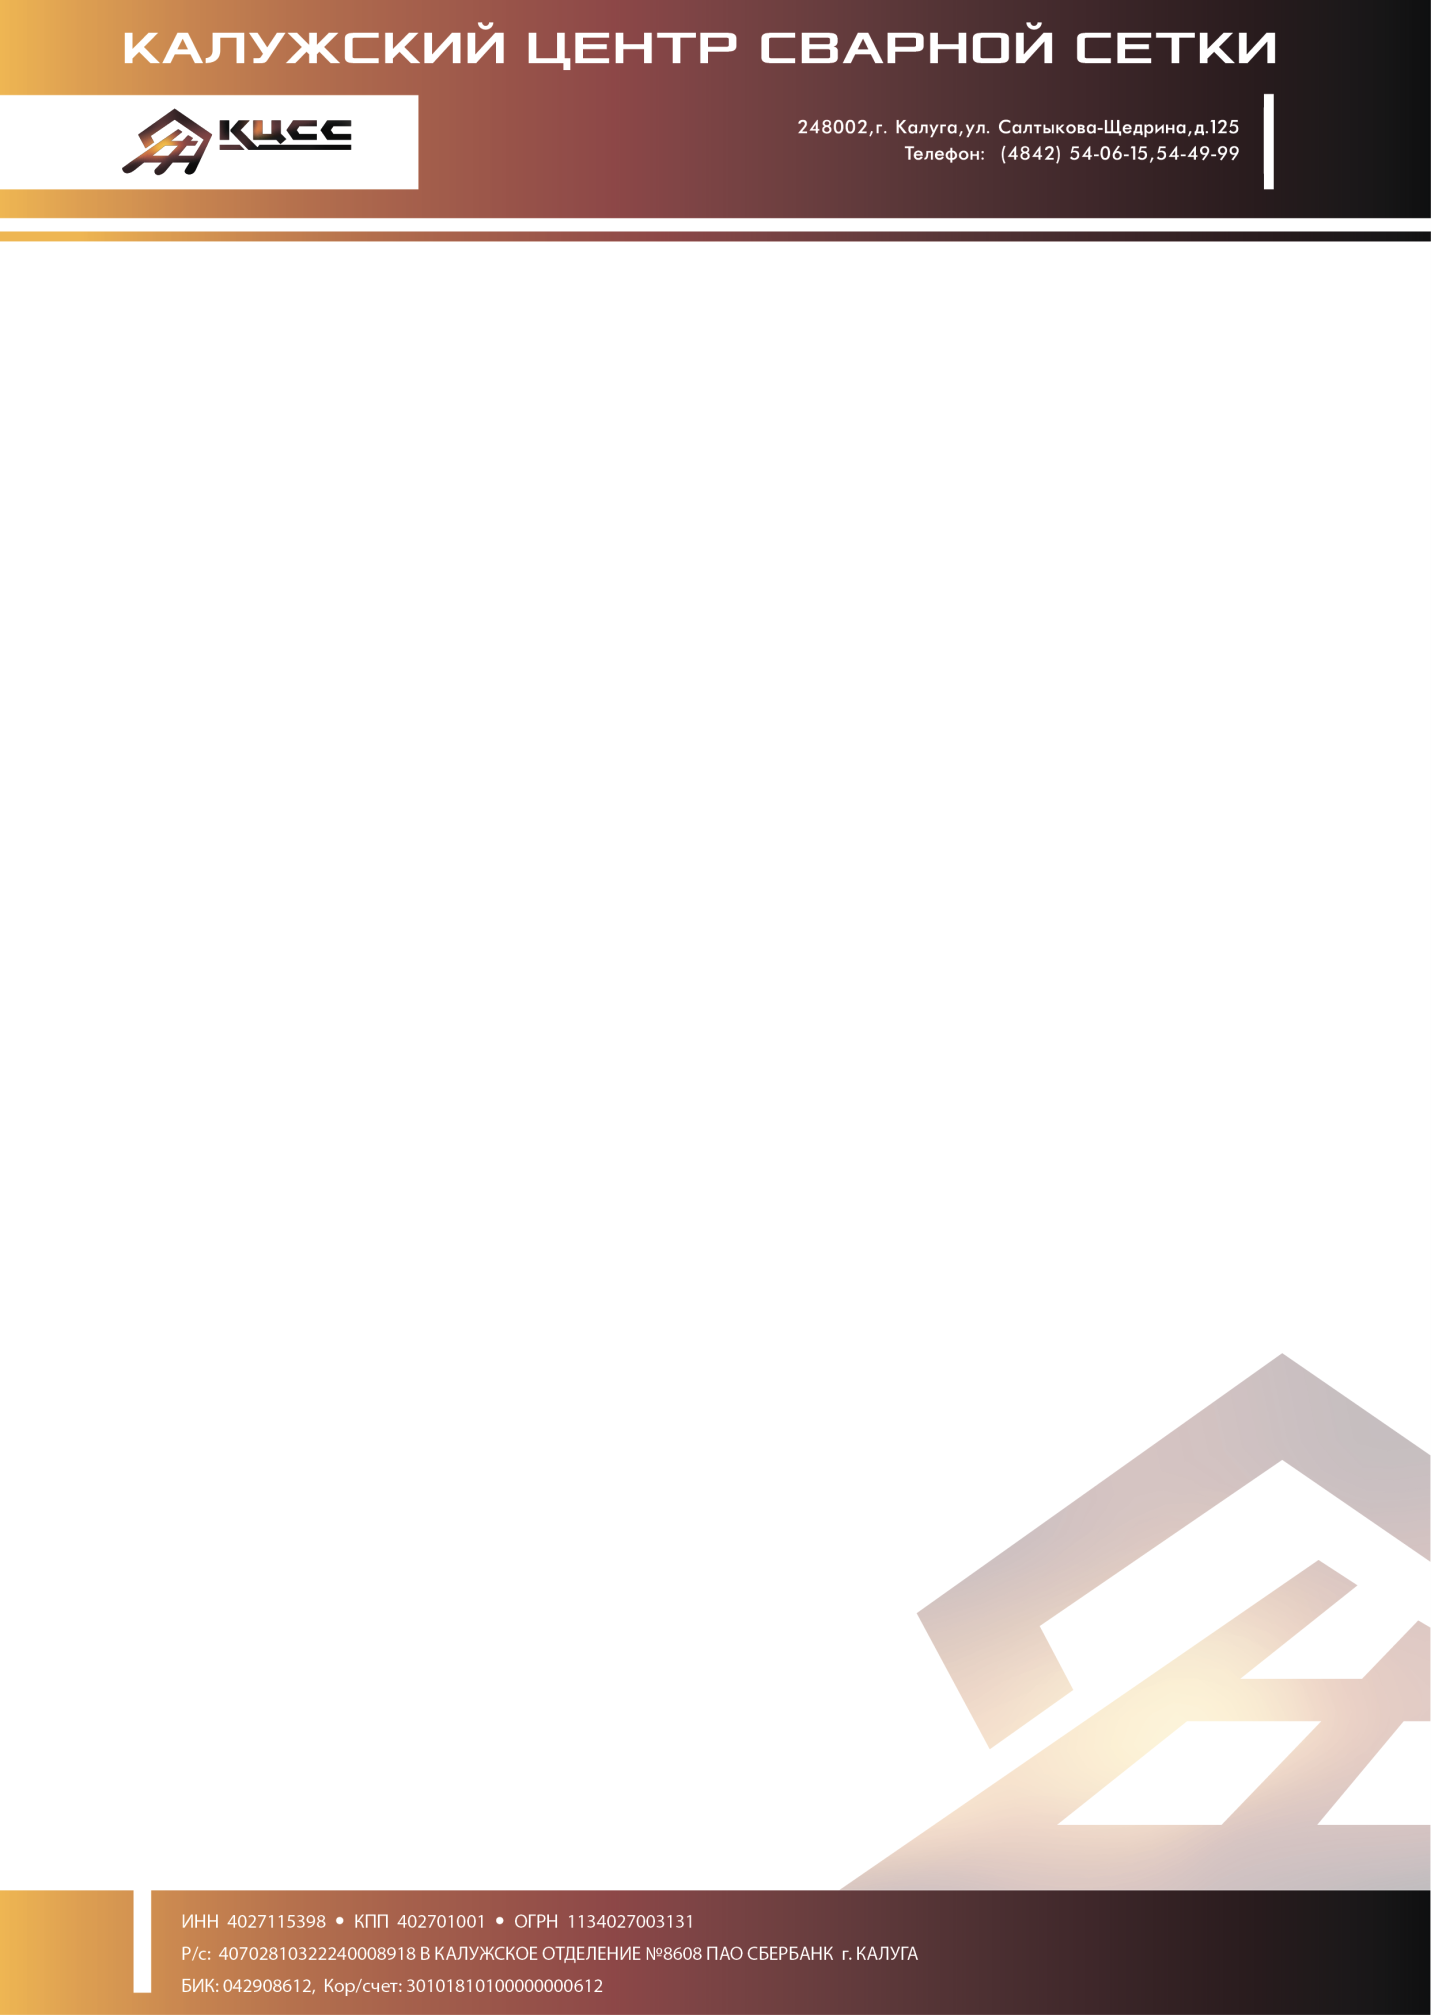 КАЛУЖСКИЙ ЦЕНТР СВАРНОЙ СЕТКИ
КЦСС
248002,г. Калуга,ул. Салтыкова-Щедрина,д.125
Телефон: (4842) 54-06-15,54-49-99
ИНН 4027115398 • КПП 402701001 • ОГРН 1134027003131
Р/с: 40702810322240008918 В КАЛУЖСКОЕ ОТДЕЛЕНИЕ №8608 ПАО СБЕРБАНК г. КАЛУГА
БИК: 042908612, Кор/счет: 30101810100000000612